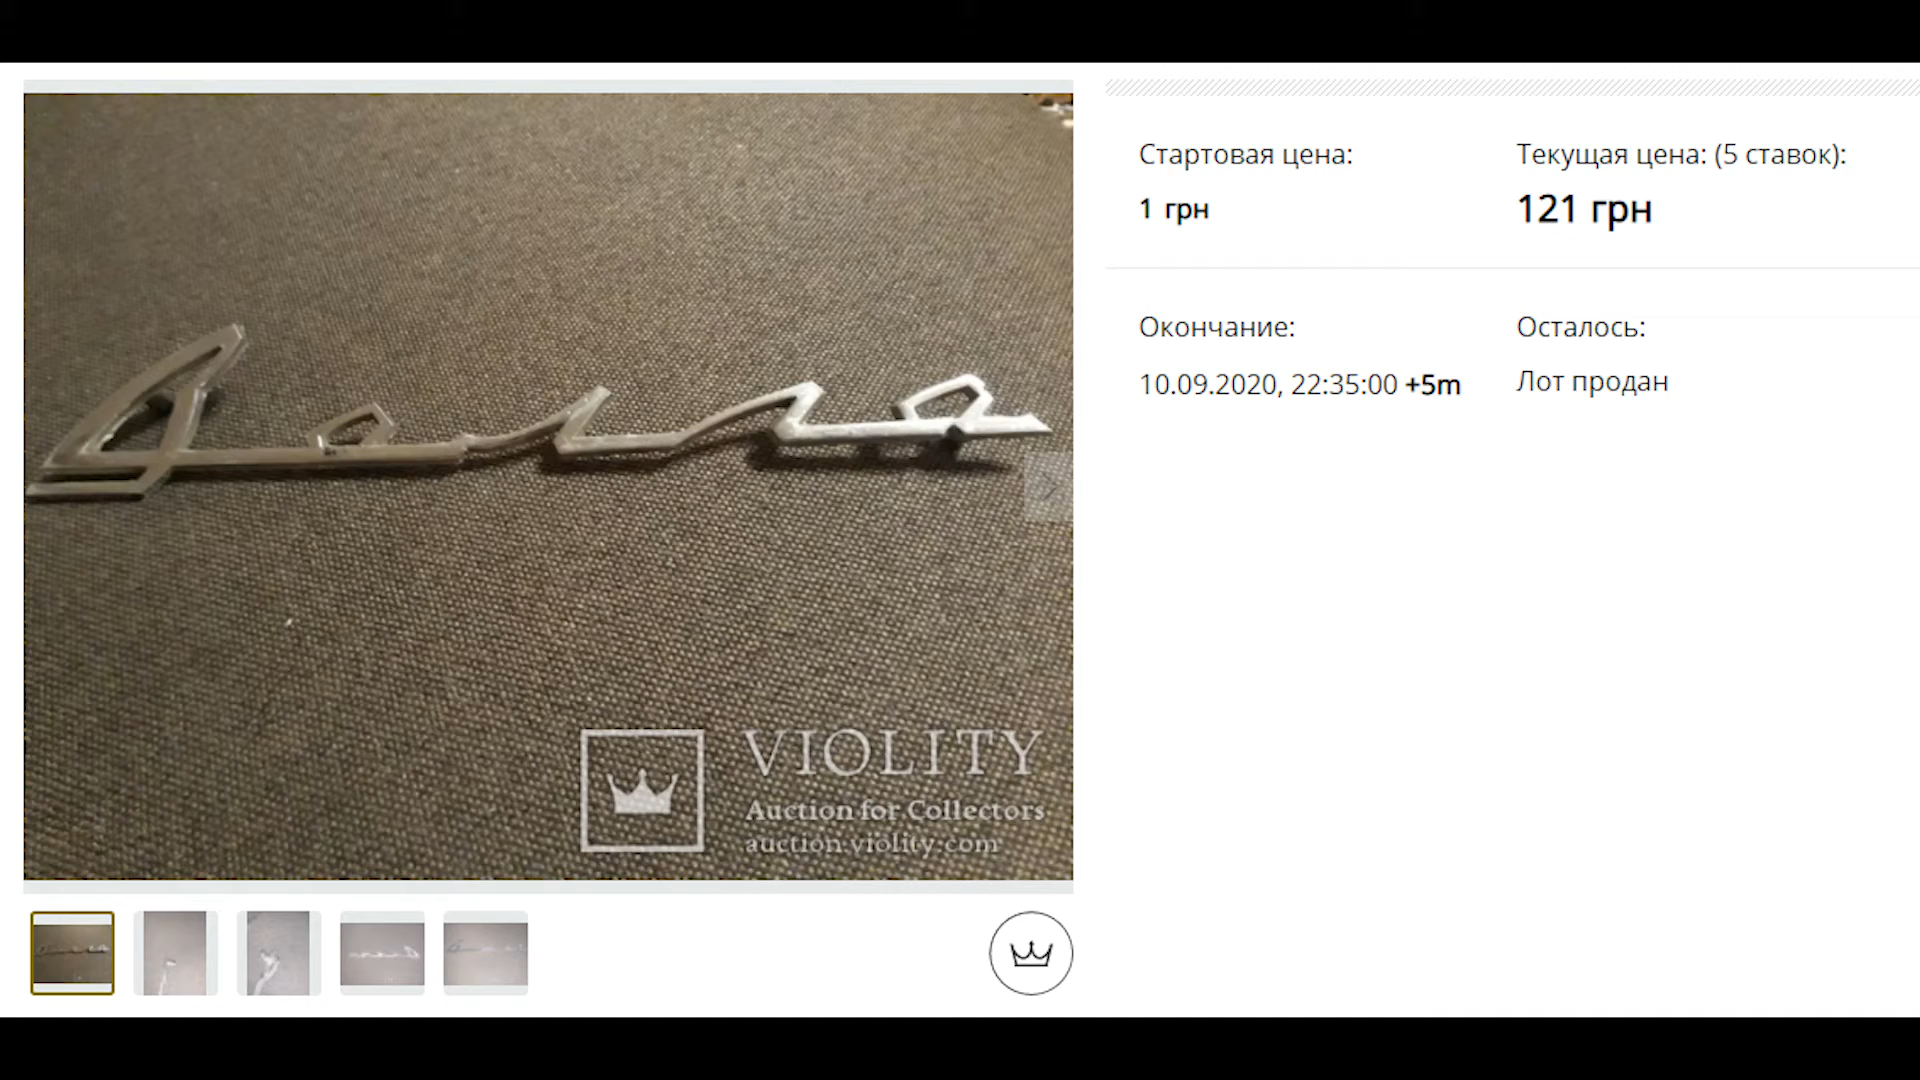 Стартовая цена:
Текущая цена: (5 ставок):
1 грн
121 грн
Окончание:
Осталось:
10.09.2020, 22:35:00 +5m
Лот продан
VIOLITY
Auction for Collectors
auction.violity.com